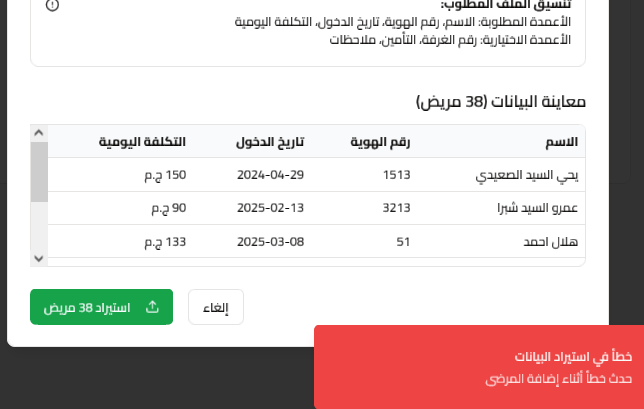 تنسيق الملف المطلوب:
الأعمدة المطلوبة: الاسم، رقم الهوية، تاريخ الدخول، التكلفة اليومية
الأعمدة الاختيارية: رقم الغرفة، التأمين، ملاحظات
معاينة البيانات (38 مريض)
الاسم رقم الهوية تاريخ الدخول التكلفة اليومية
يحي السيد الصعيدي 1513 2024-04-29 150 ج.م
عمرو السيد شبرا 3213 2025-02-13 90 ج.م
هلال احمد 51 2025-03-08 133 ج.م
إلغاء استيراد 38 مريض
خطأ في استيراد البيانات
حدث خطأ أثناء إضافة المرضى